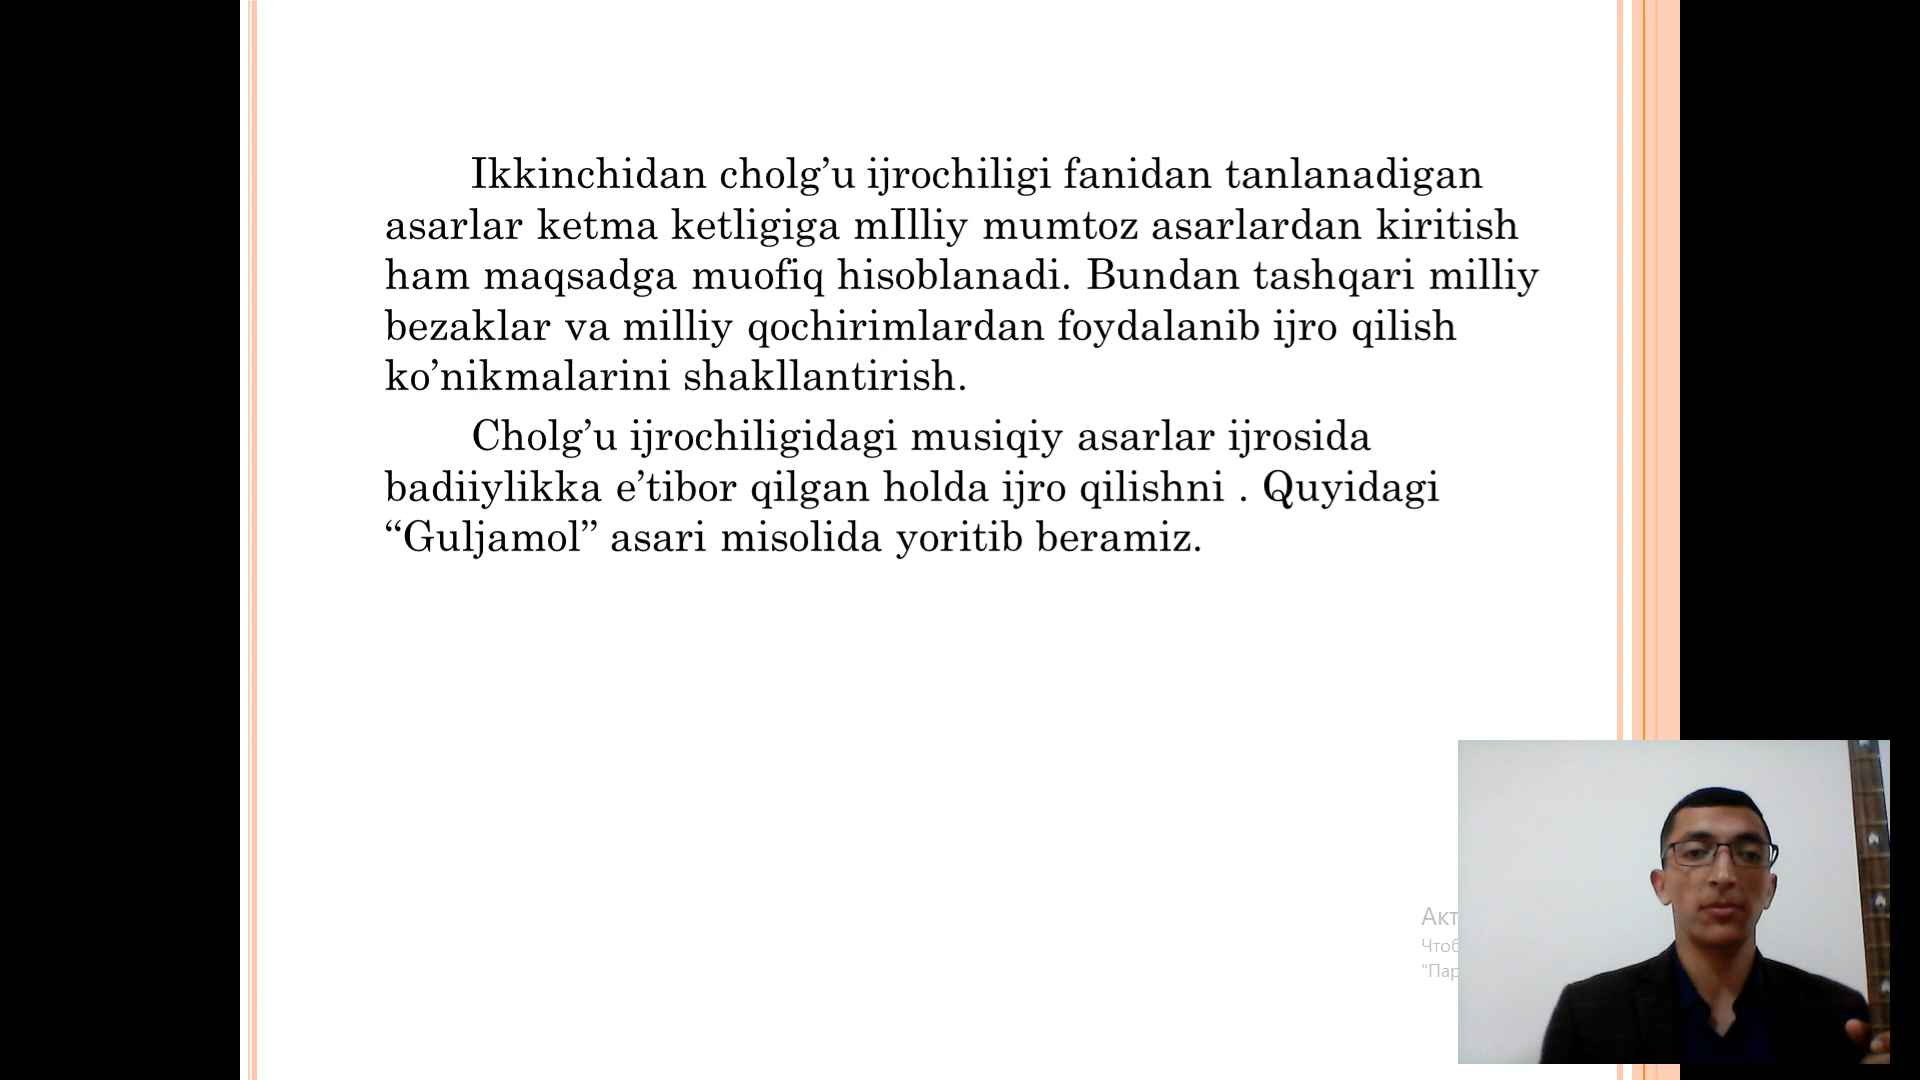 Ikkinchidan cholg’u ijrochiligi fanidan tanlanadigan
asarlar ketma ketligiga mIlliy mumtoz asarlardan kiritish
ham maqsadga muofiq hisoblanadi. Bundan tashqari milliy
bezaklar va milliy qochirimlardan foydalanib ijro qilish
ko’nikmalarini shakllantirish.
Cholg’u ijrochiligidagi musiqiy asarlar ijrosida
badiiylikka e’tibor qilgan holda ijro qilishni . Quyidagi
“Guljamol” asari misolida yoritib beramiz.